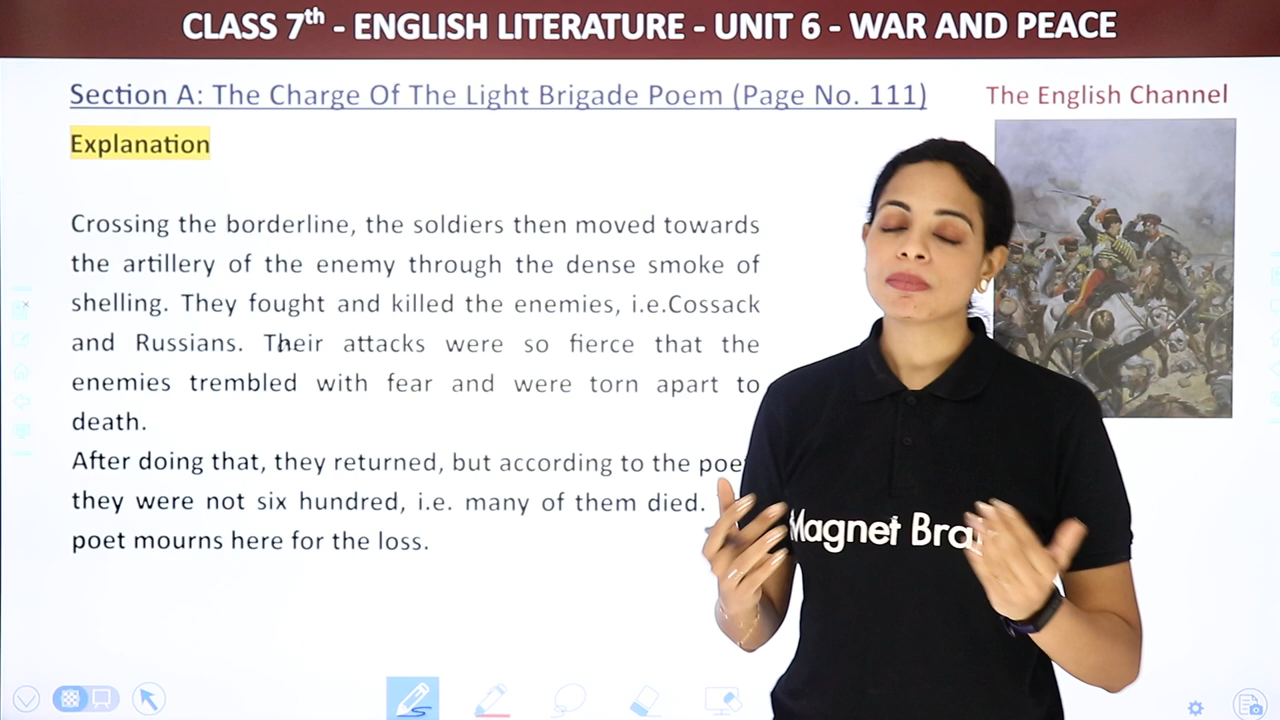 CLASS 7th - ENGLISH LITERATURE - UNIT 6 - WAR AND PEACE
Section A: The Charge Of The Light Brigade Poem (Page No. 111)
The English Channel
Explanation
Crossing the borderline, the soldiers then moved towards
the artillery of the enemy through the dense smoke of
shelling. They fought and killed the enemies, i.e.Cossack
and Russians. Their attacks were so fierce that the
enemies trembled with fear and were torn apart to
death.
After doing that, they returned, but according to the
they were not six hundred, i.e. many of them died.
poet mourns here for the loss.
Magnet